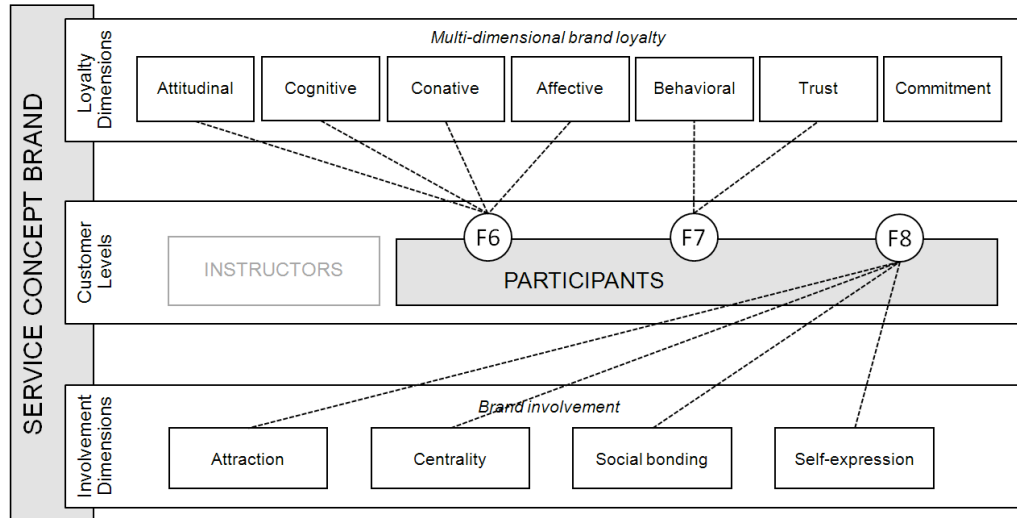 SERVICE CONCEPT BRAND
Loyalty
Dimensions
Multi-dimensional brand loyalty
Attitudinal
Cognitive
Conative
Affective
Behavioral
Trust
Commitment
Customer
Levels
INSTRUCTORS
F6
F7
F8
PARTICIPANTS
Involvement
Dimensions
Brand involvement
Attraction
Centrality
Social bonding
Self-expression